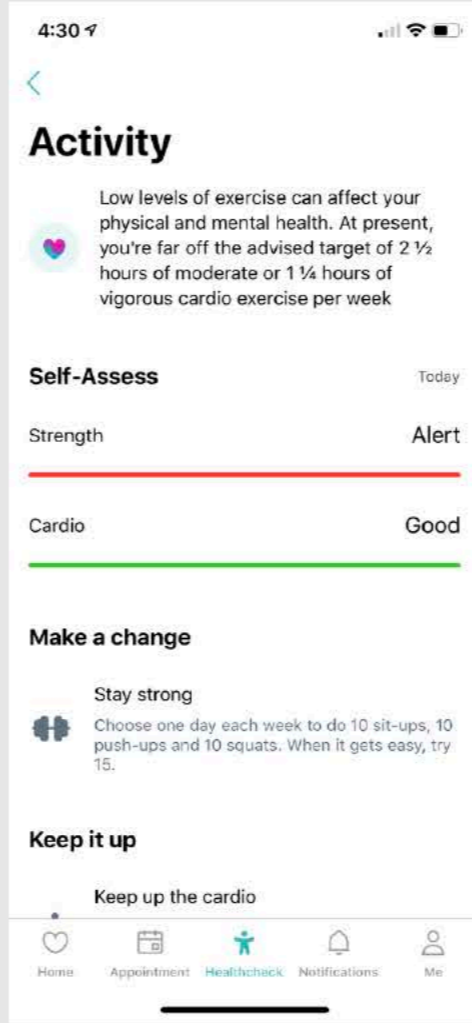 4:30
Activity
Low levels of exercise can affect your
physical and mental health. At present,
you're far off the advised target of 2 ½
hours of moderate or 1 ¼ hours of
vigorous cardio exercise per week
Self-Assess Today
Strength Alert
Cardio Good
Make a change
Stay strong
Choose one day each week to do 10 sit-ups, 10
push-ups and 10 squats. When it gets easy, try
15.
Keep it up
Keep up the cardio
Home Appointment Healthcheck Notifications Me